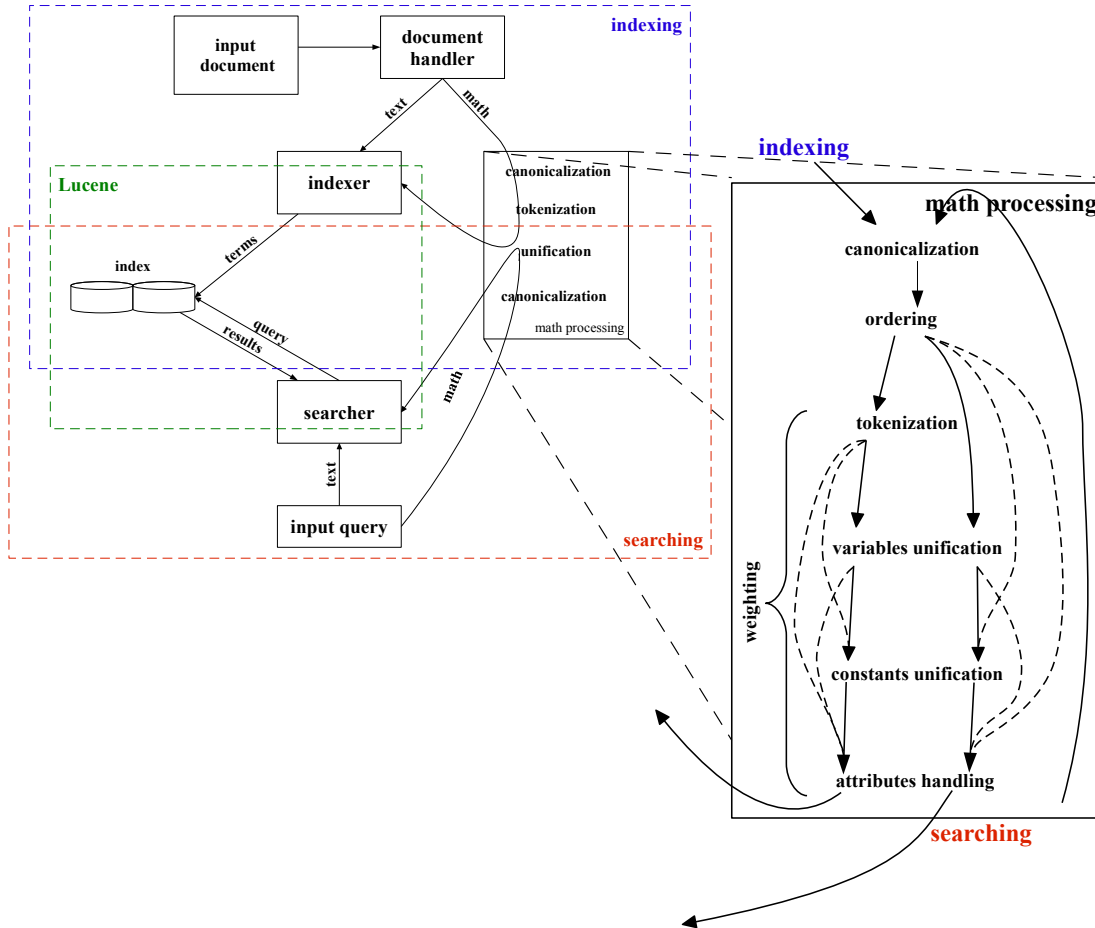 indexing
input
document
document
handler
text
math
Lucene
indexer
canonicalization
tokenization
unification
canonicalization
math processing
terms
index
query
results
searcher
math
text
input query
searching
indexing
math processing
canonicalization
ordering
tokenization
variables unification
weighting
constants unification
attributes handling
searching